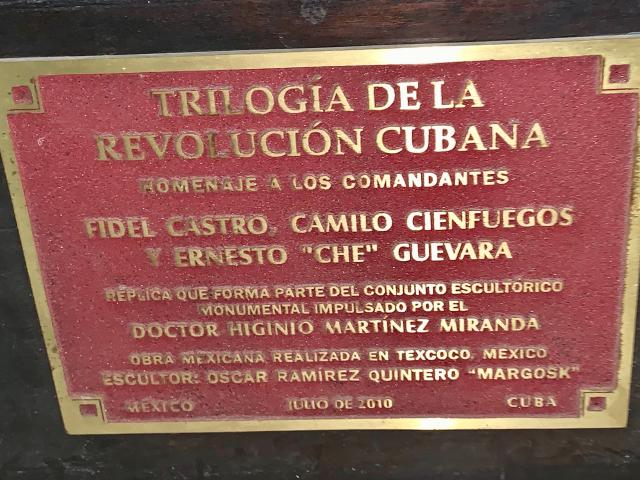 TRILOGÍA DE LA
REVOLUCIÓN CUBANA
HOMENAJE A LOS COMANDANTES
FIDEL CASTRO, CAMILO CIENFUEGOS
Y ERNESTO "CHE" GUEVARA
RÉPLICA QUE FORMA PARTE DEL CONJUNTO ESCULTÓRICO
MONUMENTAL IMPULSADO POR EL
DOCTOR HIGINIO MARTÍNEZ MIRANDA
OBRA MEXICANA REALIZADA EN TEXCOCO, MÉXICO
ESCULTOR: OSCAR RAMÍREZ QUINTERO "MARGOSK"
MÉXICO JULIO DE 2010 CUBA